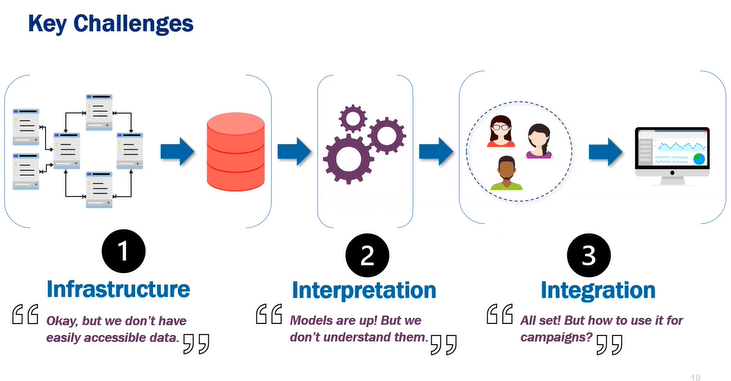 Key Challenges
1
Infrastructure
Okay, but we don't have
easily accessible data.
2
Interpretation
Models are up! But we
don't understand them.
3
Integration
All set! But how to use it for
campaigns?
19